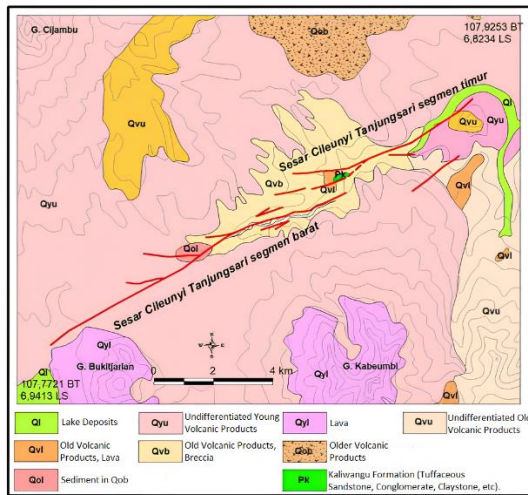 G. Cijambu
Qob
107,9253 BT
6,8234 LS
Qvu
Ql
Qvu
Qyu
Sesar Cileunyi Tanjungsari segmen timur
Qyu
Qvb
Pk
Qvl
Qvl
Qol
Qvl
Qvu
Sesar Cileunyi Tanjungsari segmen barat
Qyl
G. Bukitjarian
Ql
107,7721 BT
6,9413 LS
0 2 4 km
G. Kabeumbi
Qyl
Qvl
Ql Lake Deposits
Qyu Undifferentiated Young
Volcanic Products
Qyl Lava
Qvu Undifferentiated Old
Volcanic Products
Qvl Old Volcanic
Products, Lava
Qvb Old Volcanic Products,
Breccia
Qob Older Volcanic
Products
Qol Sediment in Qob
Pk Kaliwangu Formation (Tuffaceous
Sandstone, Conglomerate, Claystone, etc).